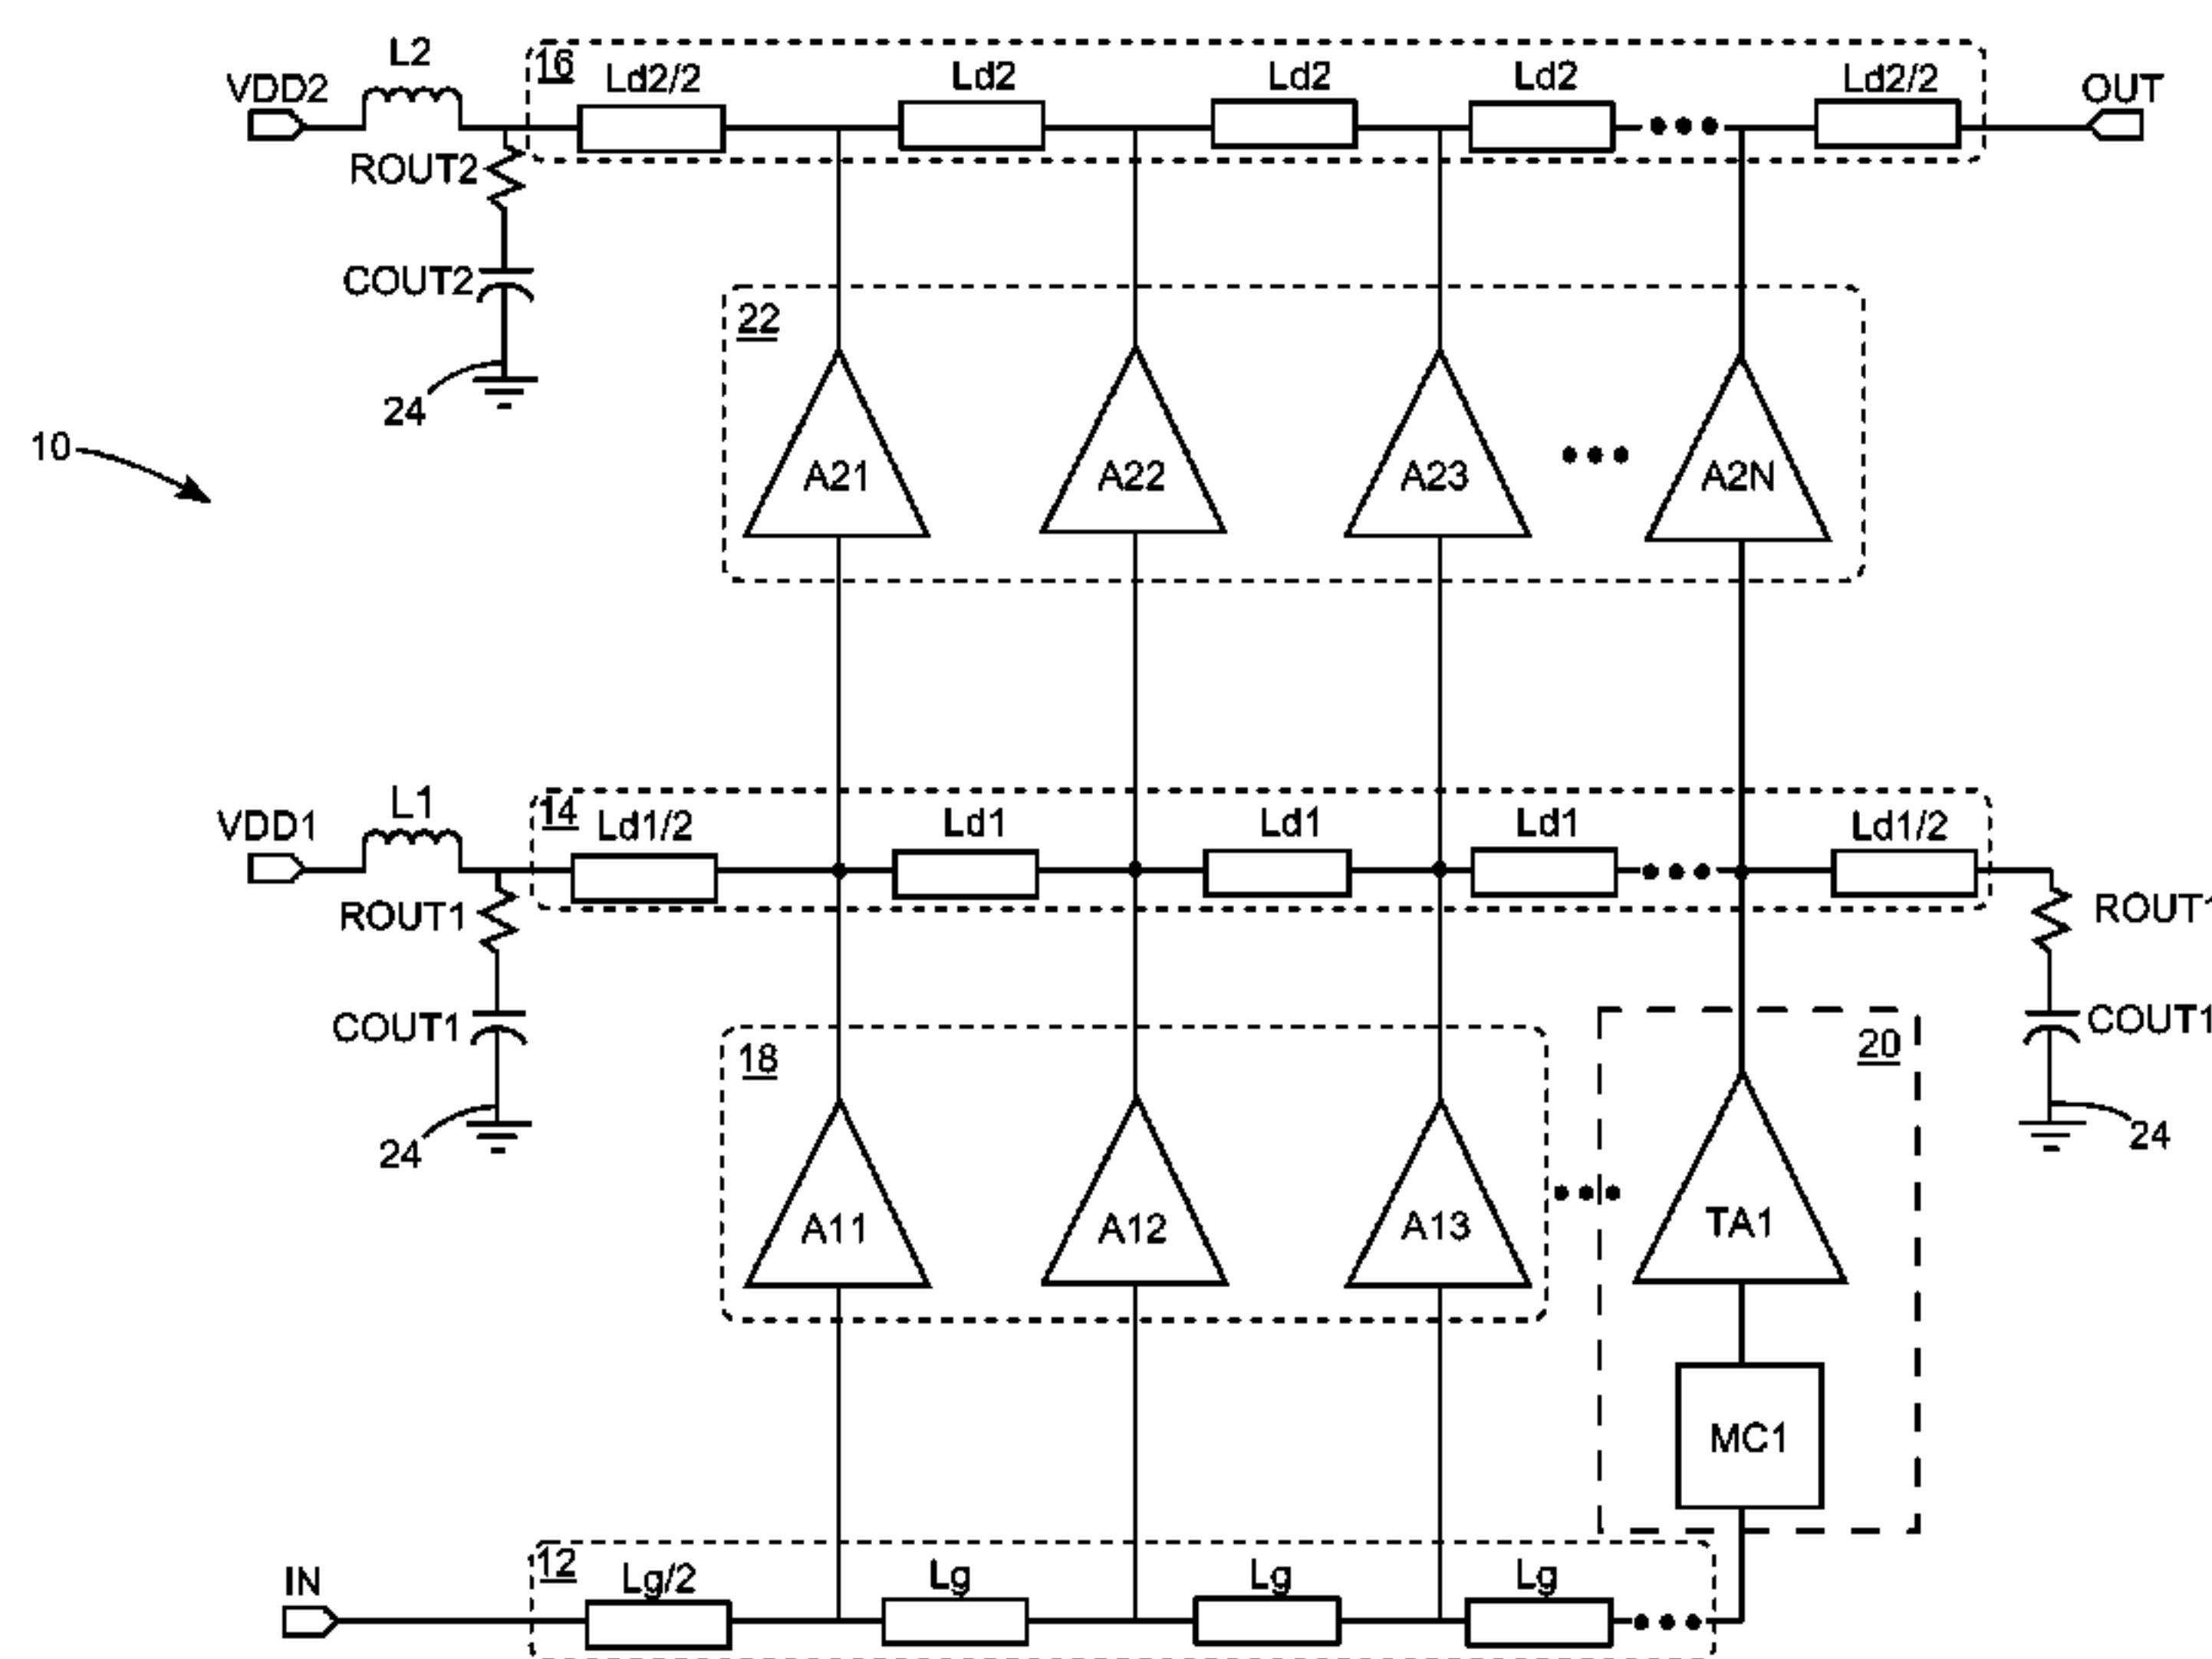 L2
VDD2
16
Ld2/2
Ld2
Ld2
Ld2
Ld2/2
OUT
ROUT2
COUT2
22
24
10
A21
A22
A23
A2N
L1
VDD1
14
Ld1/2
Ld1
Ld1
Ld1
Ld1/2
ROUT1
ROUT1
COUT1
COUT1
18
20
24
24
A11
A12
A13
TA1
MC1
IN
12
Lg/2
Lg
Lg
Lg